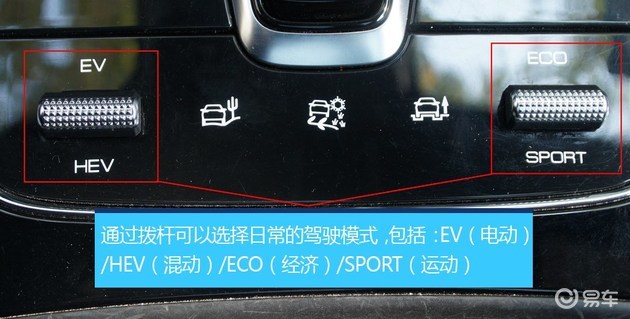 EV
ECO
HEV
SPORT
通过拨杆可以选择日常的驾驶模式,包括：EV（电动）
/HEV（混动）/ECO（经济）/SPORT（运动）
易车